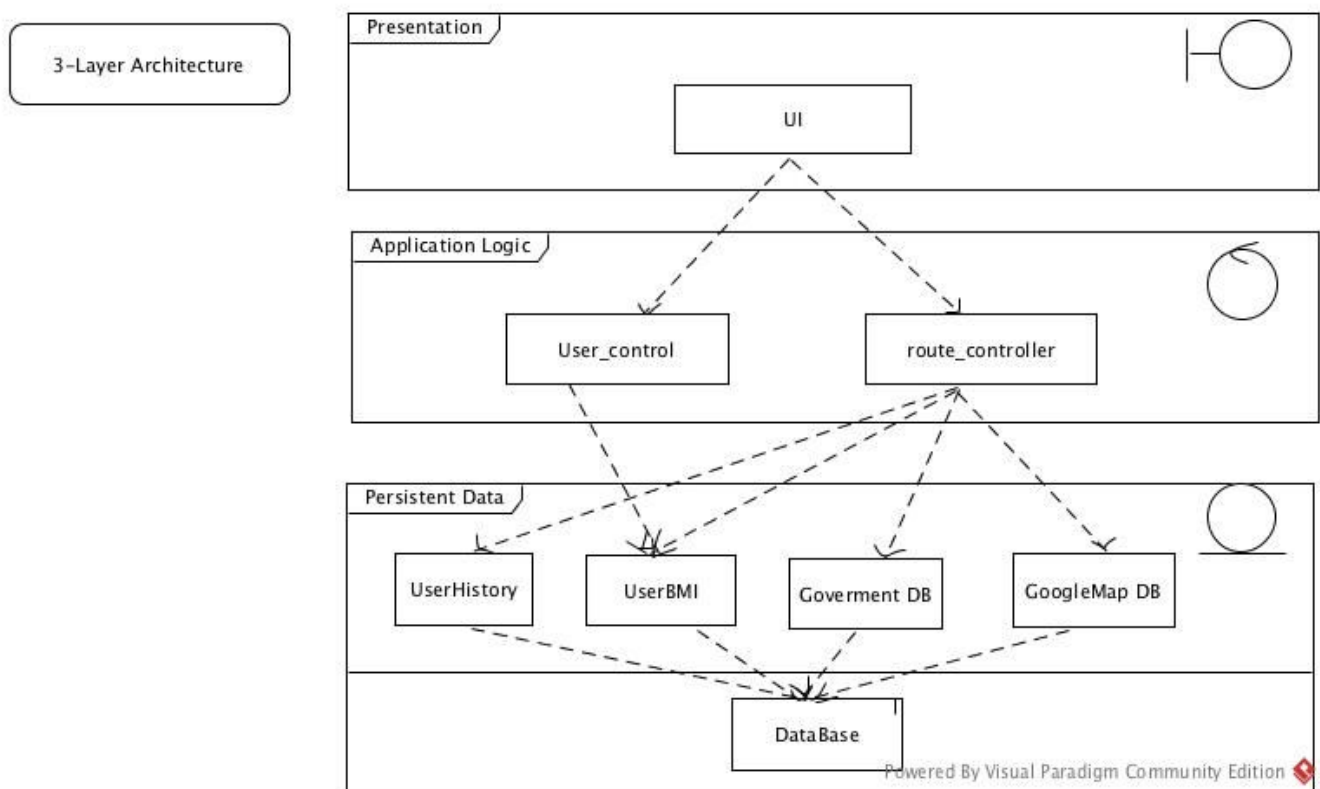 3-Layer Architecture
Presentation
UI
Application Logic
User_control
route_controller
Persistent Data
UserHistory
UserBMI
Goverment DB
GoogleMap DB
DataBase
Powered By Visual Paradigm Community Edition